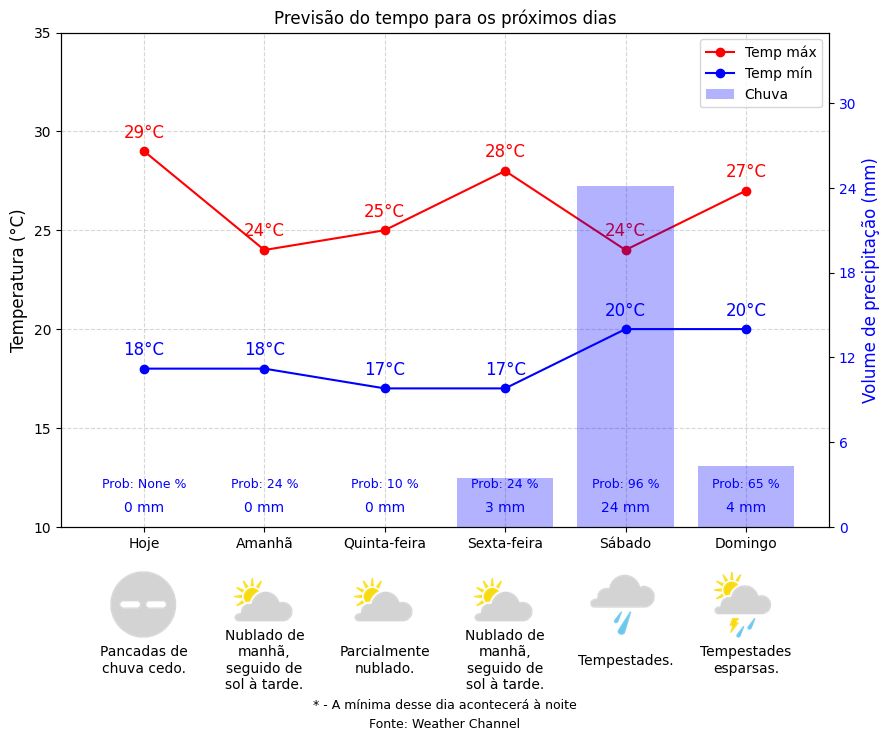 Previsão do tempo para os próximos dias
Temp máx
Temp mín
Chuva
Temperatura (°C)
Volume de precipitação (mm)
35
30
25
20
15
10
30
24
18
12
6
0
29°C
24°C
25°C
28°C
24°C
27°C
18°C
18°C
17°C
17°C
20°C
20°C
Prob: None %
Prob: 24 %
Prob: 10 %
Prob: 24 %
Prob: 96 %
Prob: 65 %
0 mm
0 mm
0 mm
3 mm
24 mm
4 mm
Hoje
Amanhã
Quinta-feira
Sexta-feira
Sábado
Domingo
Pancadas de
chuva cedo.
Nublado de
manhã,
seguido de
sol à tarde.
Parcialmente
nublado.
Nublado de
manhã,
seguido de
sol à tarde.
Tempestades.
Tempestades
esparsas.
* - A mínima desse dia acontecerá à noite
Fonte: Weather Channel